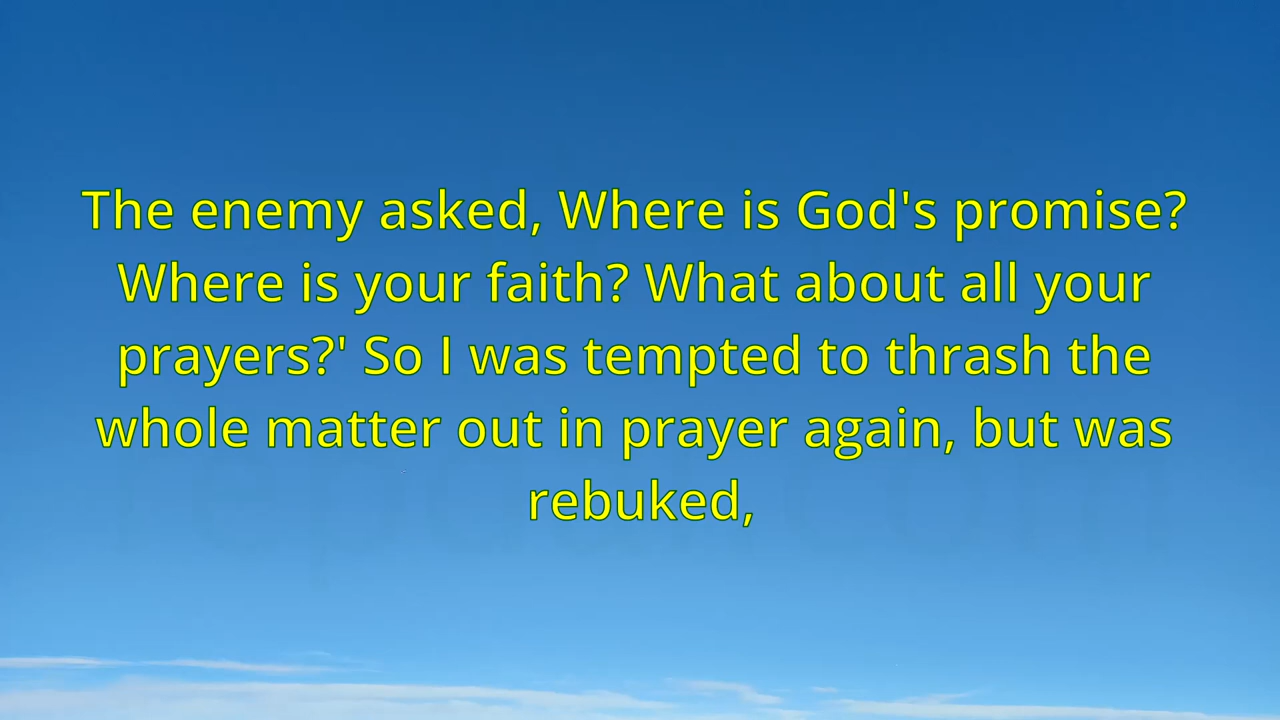 The enemy asked, Where is God's promise?
Where is your faith? What about all your
prayers?' So I was tempted to thrash the
whole matter out in prayer again, but was
rebuked,